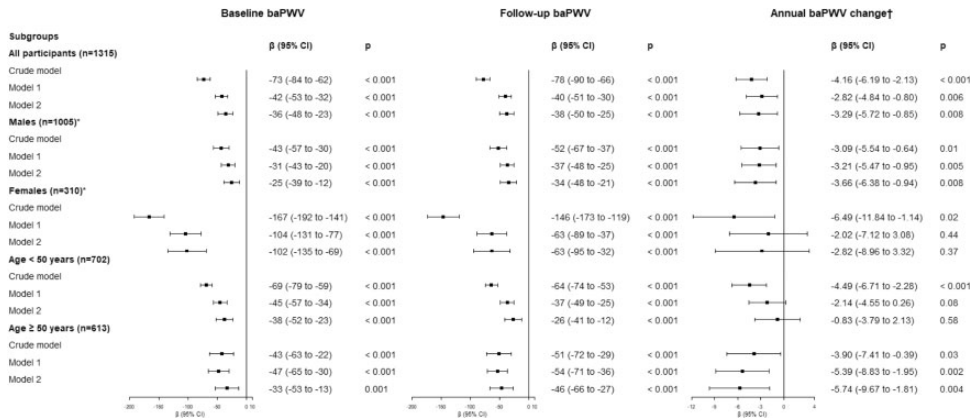 Baseline baPWV Follow-up baPWV Annual baPWV change†
Subgroups β (95% CI) p β (95% CI) p β (95% CI) p
All participants (n=1315)
Crude model -73 (-84 to -62) < 0.001 -78 (-90 to -66) < 0.001 -4.16 (-6.19 to -2.13) < 0.001
Model 1 -42 (-53 to -32) < 0.001 -40 (-51 to -30) < 0.001 -2.82 (-4.84 to -0.80) 0.006
Model 2 -36 (-48 to -23) < 0.001 -38 (-50 to -25) < 0.001 -3.29 (-5.72 to -0.85) 0.008
Males (n=1005)*
Crude model -43 (-57 to -30) < 0.001 -52 (-67 to -37) < 0.001 -3.09 (-5.54 to -0.64) 0.01
Model 1 -31 (-43 to -20) < 0.001 -37 (-48 to -25) < 0.001 -3.21 (-5.47 to -0.95) 0.005
Model 2 -25 (-39 to -12) < 0.001 -34 (-48 to -21) < 0.001 -3.66 (-6.38 to -0.94) 0.008
Females (n=310)*
Crude model -167 (-192 to -141) < 0.001 -146 (-173 to -119) < 0.001 -6.49 (-11.84 to -1.14) 0.02
Model 1 -104 (-131 to -77) < 0.001 -63 (-89 to -37) < 0.001 -2.02 (-7.12 to 3.08) 0.44
Model 2 -102 (-135 to -69) < 0.001 -63 (-95 to -32) < 0.001 -2.82 (-8.96 to 3.32) 0.37
Age < 50 years (n=702)
Crude model -69 (-79 to -59) < 0.001 -64 (-74 to -53) < 0.001 -4.49 (-6.71 to -2.28) < 0.001
Model 1 -45 (-57 to -34) < 0.001 -37 (-49 to -25) < 0.001 -2.14 (-4.55 to 0.26) 0.08
Model 2 -38 (-52 to -23) < 0.001 -26 (-41 to -12) < 0.001 -0.83 (-3.79 to 2.13) 0.58
Age ≥ 50 years (n=613)
Crude model -43 (-63 to -22) < 0.001 -51 (-72 to -29) < 0.001 -3.90 (-7.41 to -0.39) 0.03
Model 1 -47 (-65 to -30) < 0.001 -54 (-71 to -36) < 0.001 -5.39 (-8.83 to -1.95) 0.002
Model 2 -33 (-53 to -13) 0.001 -46 (-66 to -27) < 0.001 -5.74 (-9.67 to -1.81) 0.004
-200 -150 -100 -50 0 10 -200 -150 -100 -50 0 10 -12 -9 -6 -3 0 4
β (95% CI) β (95% CI) β (95% CI)